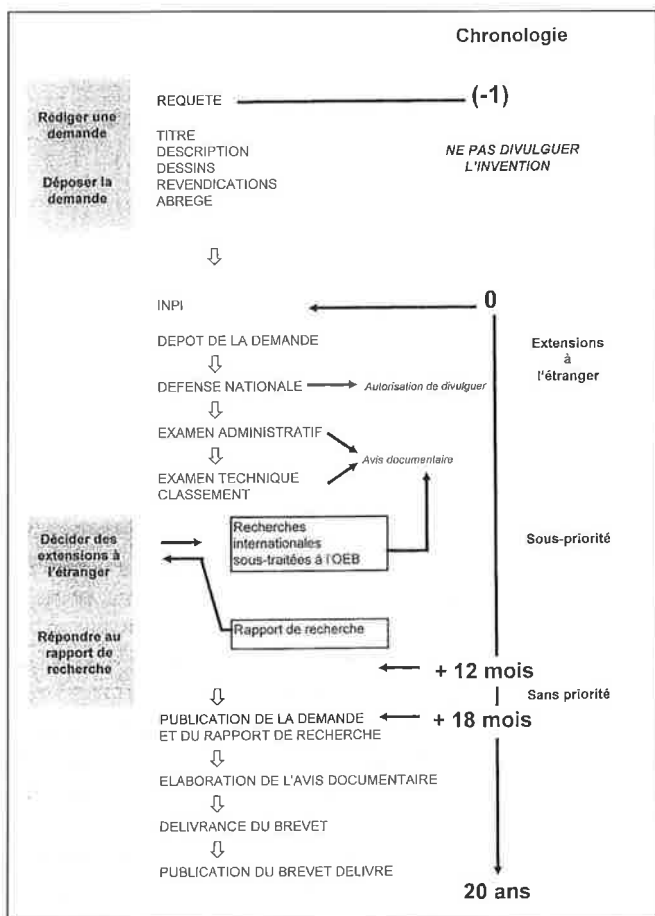 Chronologie
REQUETE
(-1)
Rédiger une
demande
TITRE
DESCRIPTION
DESSINS
REVENDICATIONS
ABREGE
NE PAS DIVULGUER
L'INVENTION
Déposer la
demande
INPI
0
DEPOT DE LA DEMANDE
Extensions
à
l'étranger
DEFENSE NATIONALE
Autorisation de divulguer
EXAMEN ADMINISTRATIF
Avis documentaire
EXAMEN TECHNIQUE
CLASSEMENT
Décider des
extensions à
l'étranger
Recherches
internationales
sous-traitées à l'OEB
Sous-priorité
Répondre au
rapport de
recherche
Rapport de recherche
+ 12 mois
Sans priorité
PUBLICATION DE LA DEMANDE
ET DU RAPPORT DE RECHERCHE
+ 18 mois
ELABORATION DE L'AVIS DOCUMENTAIRE
DELIVRANCE DU BREVET
PUBLICATION DU BREVET DELIVRE
20 ans